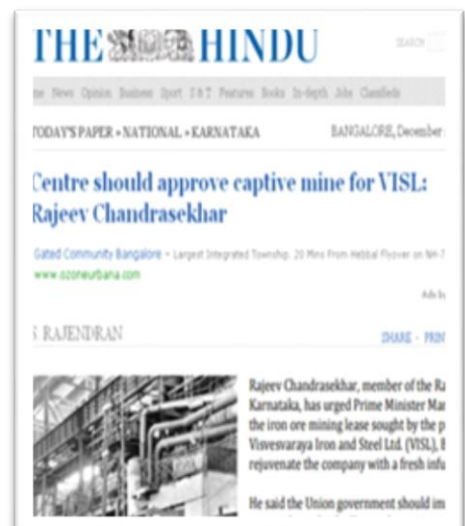 THE HINDU
SEARCH
me News Opinion Business Sport S & T Features Books In-depth Jobs Classifieds
TODAY'S PAPER » NATIONAL » KARNATAKA
BANGALORE, December
Centre should approve captive mine for VISL:
Rajeev Chandrasekhar
Gated Community Bangalore - Largest Integrated Township. 20 Mins From Hebbal Flyover on NH-7
www.ozoneurbana.com
Ads by
S. RAJENDRAN
SHARE · PRIN
Rajeev Chandrasekhar, member of the Ra
Karnataka, has urged Prime Minister Man
the iron ore mining lease sought by the p
Visvesvaraya Iron and Steel Ltd. (VISL), B
rejuvenate the company with a fresh infu
He said the Union government should im